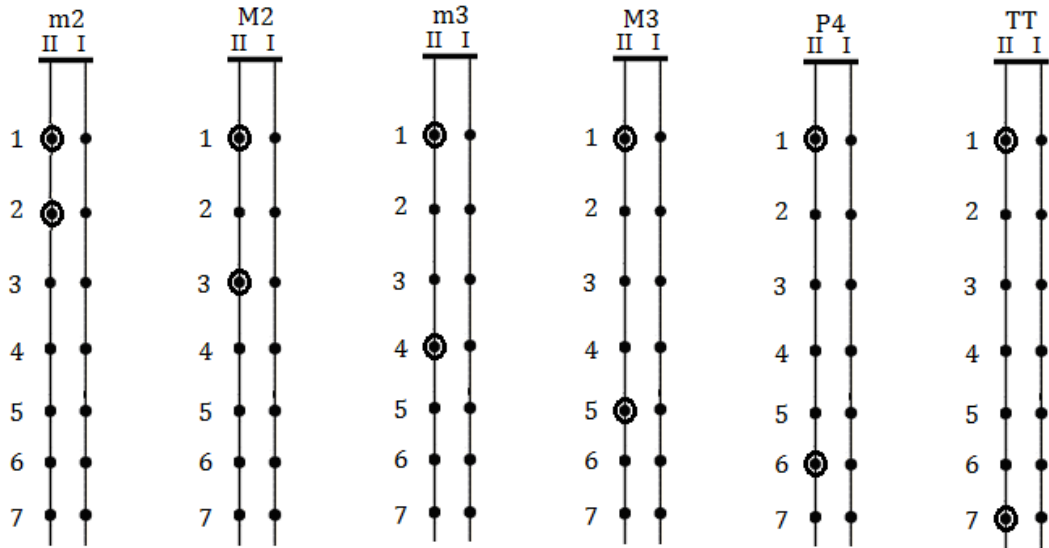 m2 M2 m3 M3 P4 TT
II I II I II I II I II I II I
1 1 1 1 1 1
2 2 2 2 2 2
3 3 3 3 3 3
4 4 4 4 4 4
5 5 5 5 5 5
6 6 6 6 6 6
7 7 7 7 7 7